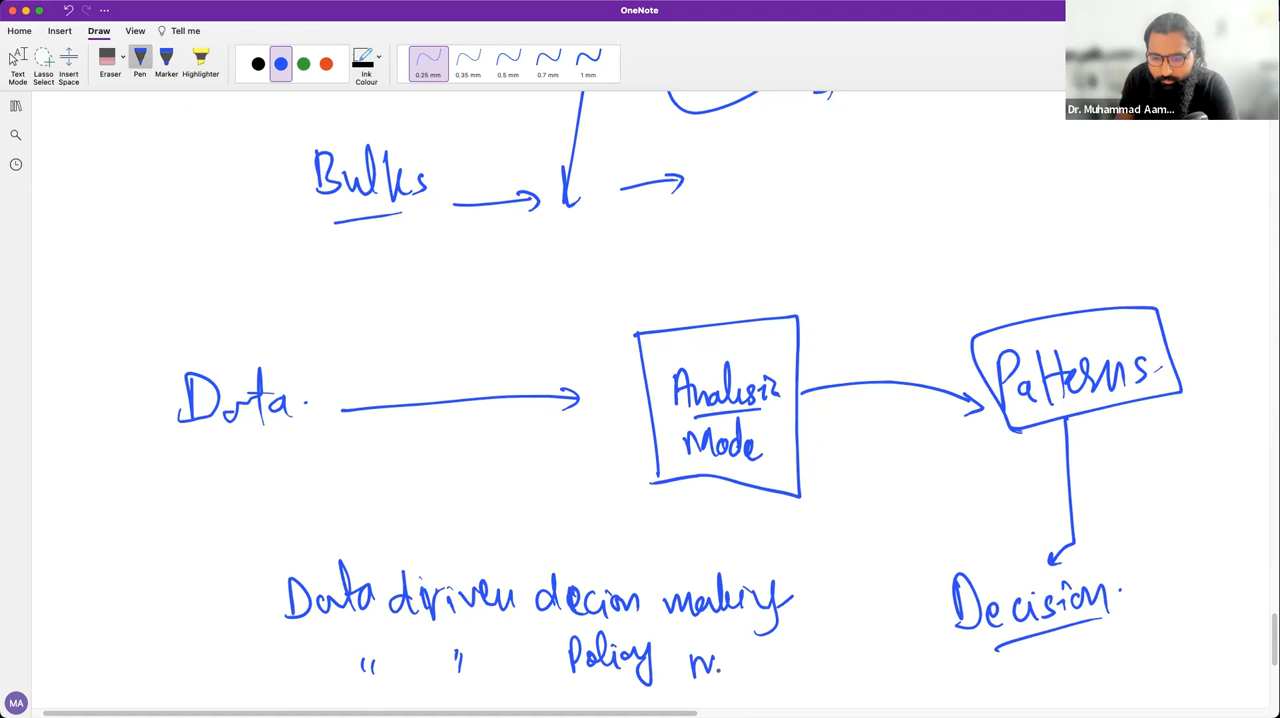 OneNote
Home Insert Draw View Tell me
Text Mode
Lasso Select
Insert Space
Eraser
Pen
Marker
Highlighter
Ink Colour
0.25 mm
0.35 mm
0.5 mm
0.7 mm
1 mm
Dr. Muhammad Aam...
Bulks
Data.
Analysis
Mode
Patterns.
Decision.
Data driven decion making
“ ” Policy m.
MA